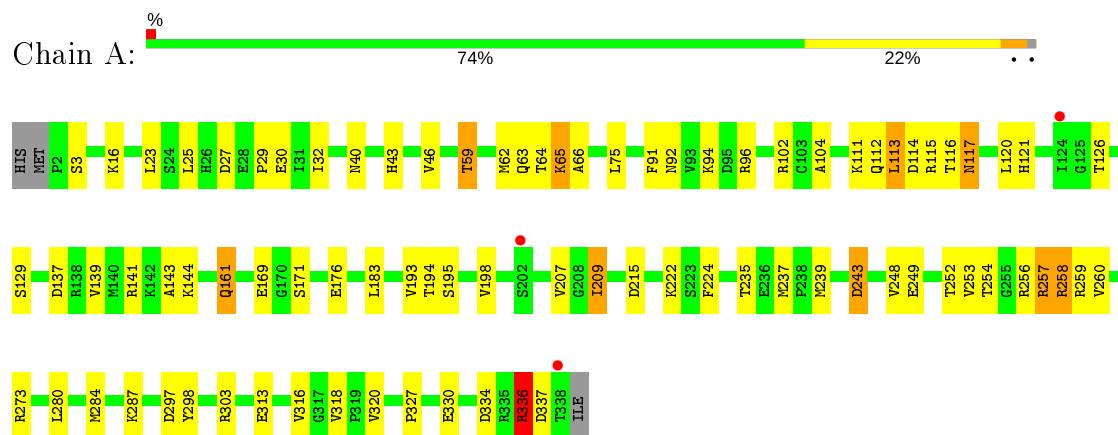 %
Chain A:
74% 22% . .
HIS MET P2 S3 K16 L23 S24 L25 H26 D27 E28 P29 E30 I31 I32 N40 H43 V46 T59 M62 Q63 T64 K65 A66 L75 F91 N92 V93 K94 D95 R96 R102 C103 A104 K111 Q112 L113 D114 R115 T116 N117 L120 H121 I124 G125 T126
S129 D137 R138 V139 M140 R141 K142 A143 K144 Q161 E169 G170 S171 E176 L183 V193 T194 S195 V198 S202 V207 G208 I209 D215 K222 S223 F224 T235 E236 M237 P238 M239 D243 V248 E249 T252 V253 T254 G255 R256 R257 R258 R259 V260
R273 L280 M284 K287 D297 Y298 R303 E313 V316 G317 V318 P319 V320 P327 E330 D334 R335 R336 D337 T338 ILE